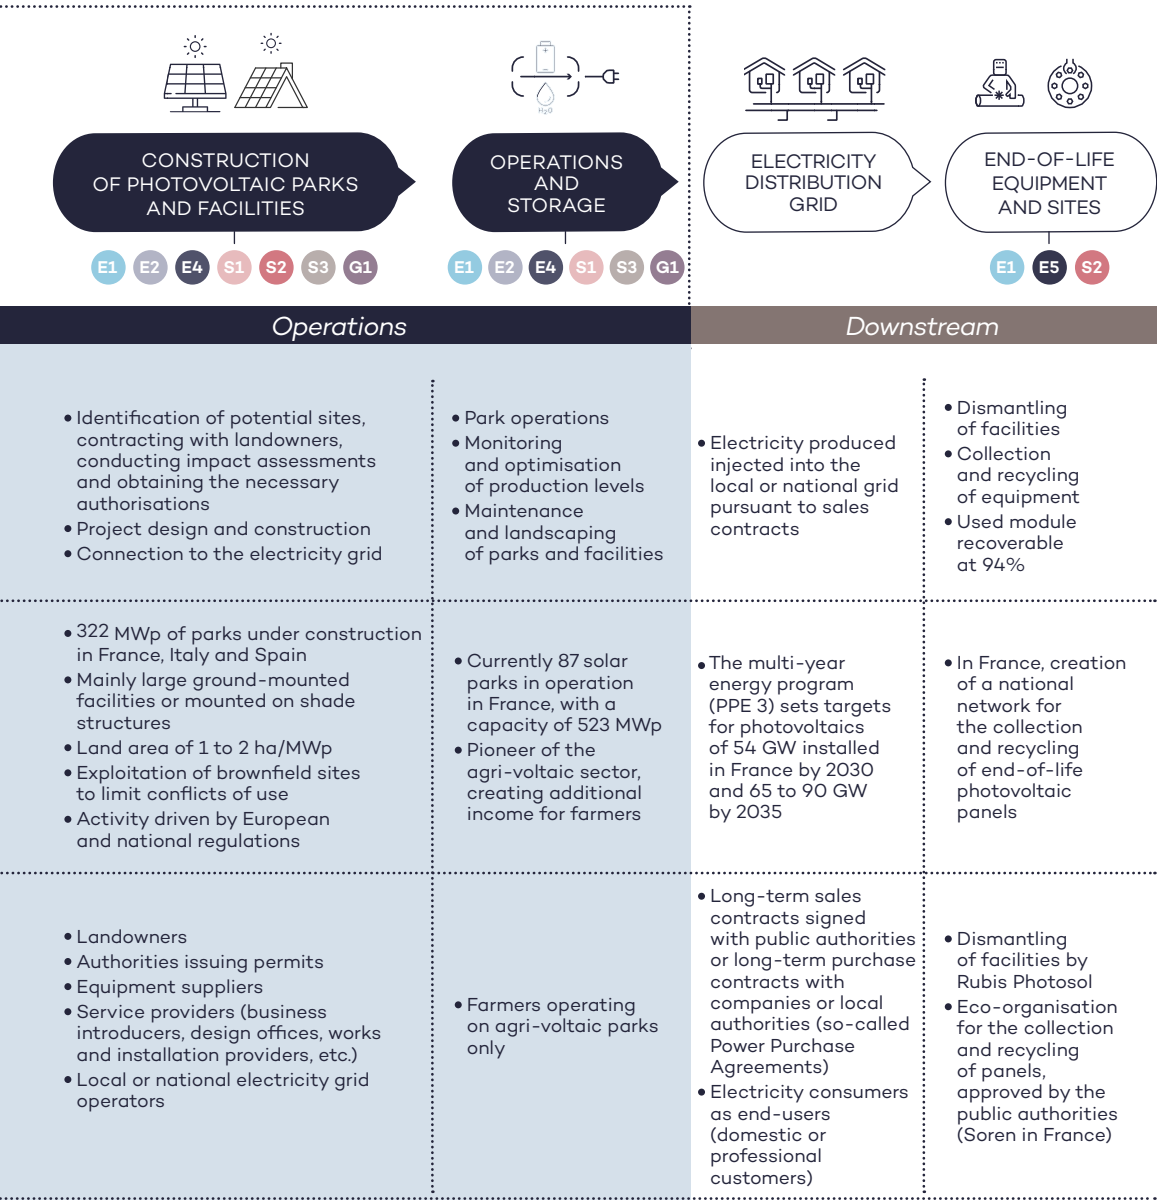 H₂O
CONSTRUCTION
OF PHOTOVOLTAIC PARKS
AND FACILITIES
E1 E2 E4 S1 S2 S3 G1
OPERATIONS
AND
STORAGE
E1 E2 E4 S1 S3 G1
ELECTRICITY
DISTRIBUTION
GRID
END-OF-LIFE
EQUIPMENT
AND SITES
E1 E5 S2
Operations
Downstream
• Identification of potential sites,
contracting with landowners,
conducting impact assessments
and obtaining the necessary
authorisations
• Project design and construction
• Connection to the electricity grid
• Park operations
• Monitoring
and optimisation
of production levels
• Maintenance
and landscaping
of parks and facilities
• Electricity produced
injected into the
local or national grid
pursuant to sales
contracts
• Dismantling
of facilities
• Collection
and recycling
of equipment
• Used module
recoverable
at 94%
• 322 MWp of parks under construction
in France, Italy and Spain
• Mainly large ground-mounted
facilities or mounted on shade
structures
• Land area of 1 to 2 ha/MWp
• Exploitation of brownfield sites
to limit conflicts of use
• Activity driven by European
and national regulations
• Currently 87 solar
parks in operation
in France, with a
capacity of 523 MWp
• Pioneer of the
agri-voltaic sector,
creating additional
income for farmers
• The multi-year
energy program
(PPE 3) sets targets
for photovoltaics
of 54 GW installed
in France by 2030
and 65 to 90 GW
by 2035
• In France, creation
of a national
network for
the collection
and recycling
of end-of-life
photovoltaic
panels
• Landowners
• Authorities issuing permits
• Equipment suppliers
• Service providers (business
introducers, design offices, works
and installation providers, etc.)
• Local or national electricity grid
operators
• Farmers operating
on agri-voltaic parks
only
• Long-term sales
contracts signed
with public authorities
or long-term purchase
contracts with
companies or local
authorities (so-called
Power Purchase
Agreements)
• Electricity consumers
as end-users
(domestic or
professional
customers)
• Dismantling
of facilities by
Rubis Photosol
• Eco-organisation
for the collection
and recycling
of panels,
approved by the
public authorities
(Soren in France)